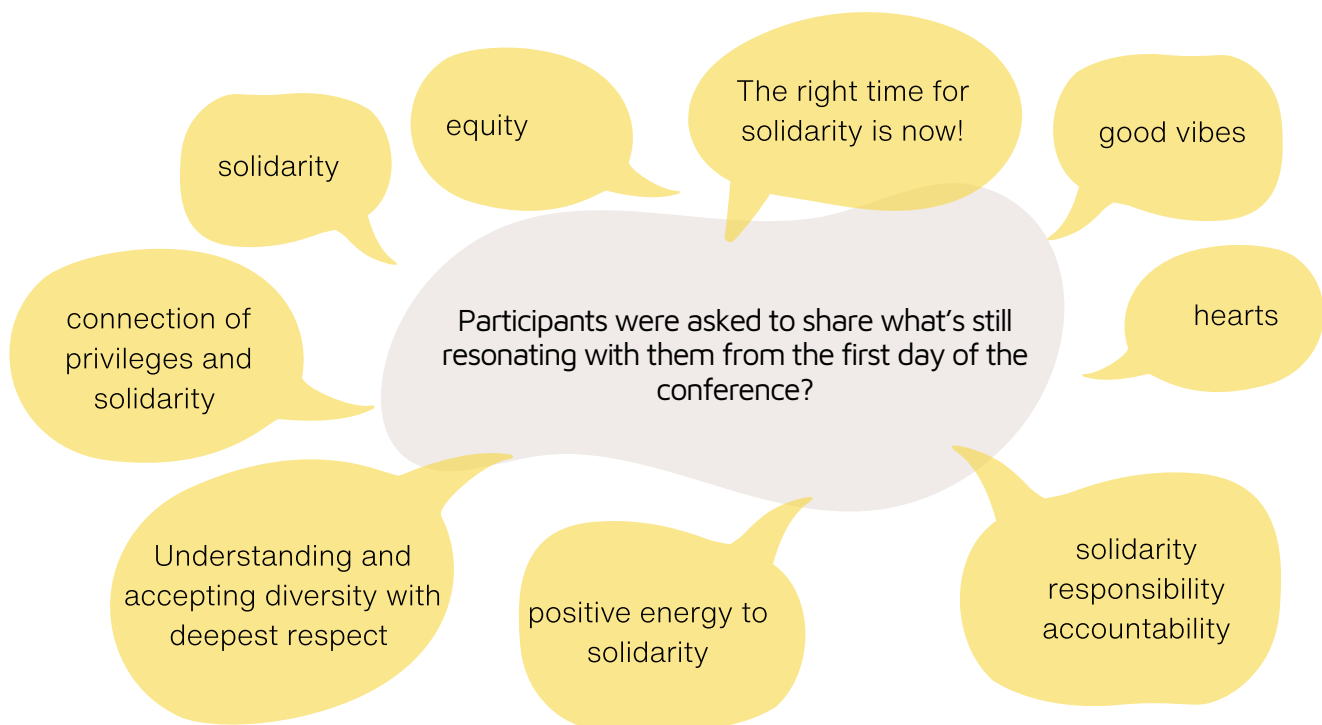 The right time for
solidarity is now!
equity
good vibes
solidarity
hearts
connection of
privileges and
solidarity
Participants were asked to share what's still
resonating with them from the first day of the
conference?
Understanding and
accepting diversity with
deepest respect
positive energy to
solidarity
solidarity
responsibility
accountability